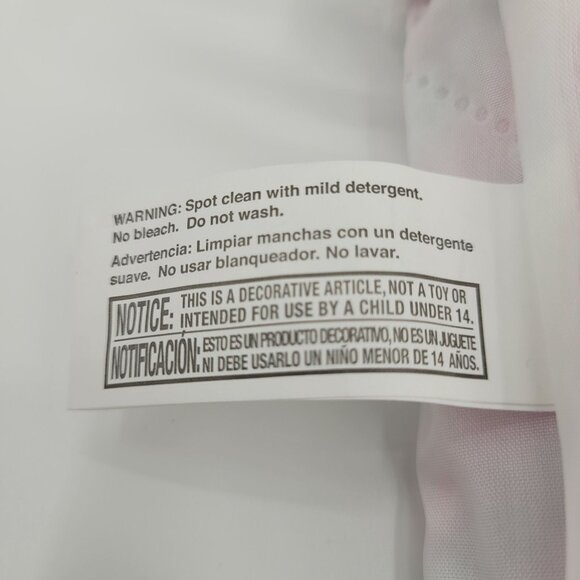 WARNING: Spot clean with mild detergent.
No bleach. Do not wash.
Advertencia: Limpiar manchas con un detergente
suave. No usar blanqueador. No lavar.
NOTICE: THIS IS A DECORATIVE ARTICLE, NOT A TOY OR
INTENDED FOR USE BY A CHILD UNDER 14.
NOTIFICACIÓN: ESTO ES UN PRODUCTO DECORATIVO, NO ES UN JUGUETE
NI DEBE USARLO UN NIÑO MENOR DE 14 AÑOS.